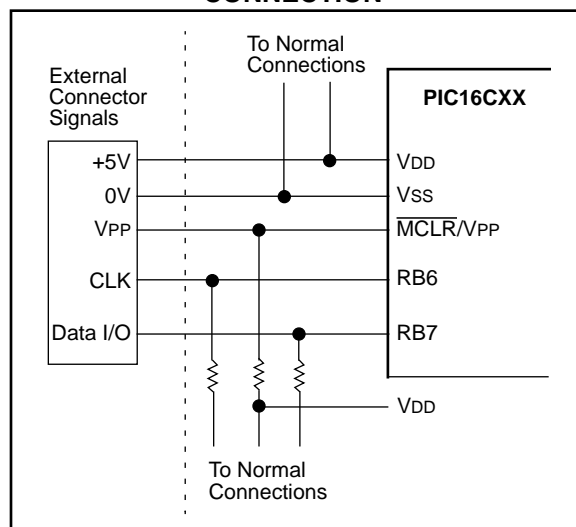 CONNECTION
To Normal
Connections
External
Connector
Signals
PIC16CXX
+5V
VDD
0V
VSS
VPP
MCLR/VPP
CLK
RB6
Data I/O
RB7
VDD
To Normal
Connections